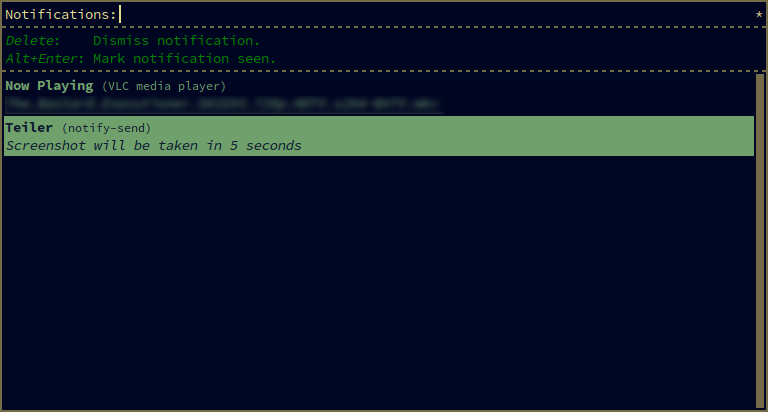 Notifications: *
Delete: Dismiss notification.
Alt+Enter: Mark notification seen.
Now Playing (VLC media player)
Teiler (notify-send)
Screenshot will be taken in 5 seconds